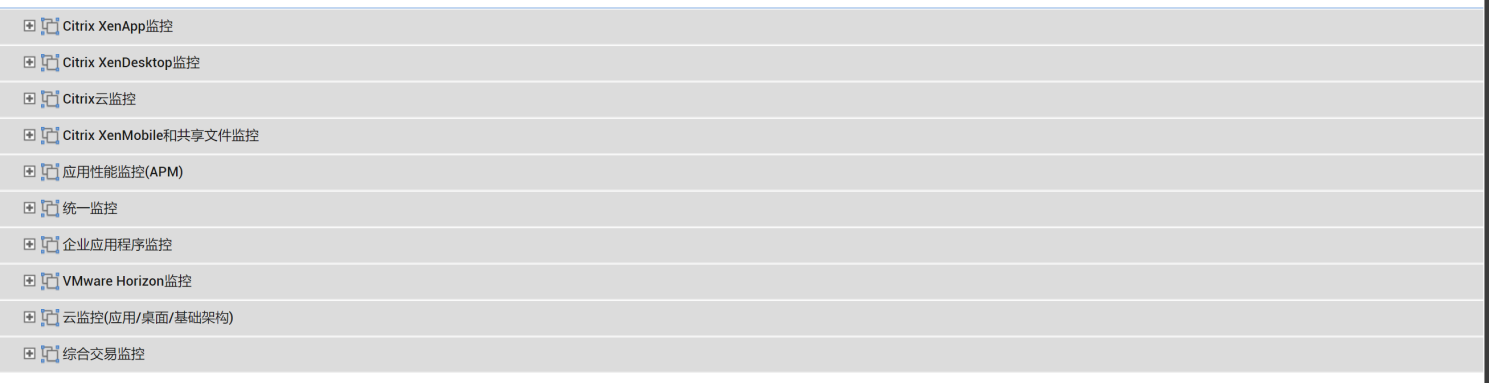 Citrix XenApp监控
Citrix XenDesktop监控
Citrix云监控
Citrix XenMobile和共享文件监控
应用性能监控(APM)
统一监控
企业应用程序监控
VMware Horizon监控
云监控(应用/桌面/基础架构)
综合交易监控